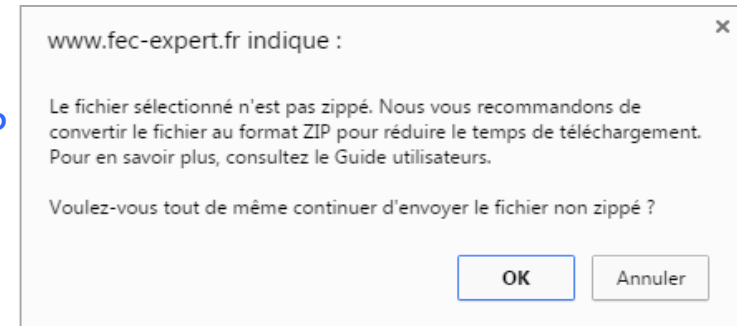 www.fec-expert.fr indique :
Le fichier sélectionné n'est pas zippé. Nous vous recommandons de
convertir le fichier au format ZIP pour réduire le temps de téléchargement.
Pour en savoir plus, consultez le Guide utilisateurs.
Voulez-vous tout de même continuer d'envoyer le fichier non zippé ?
OK
Annuler